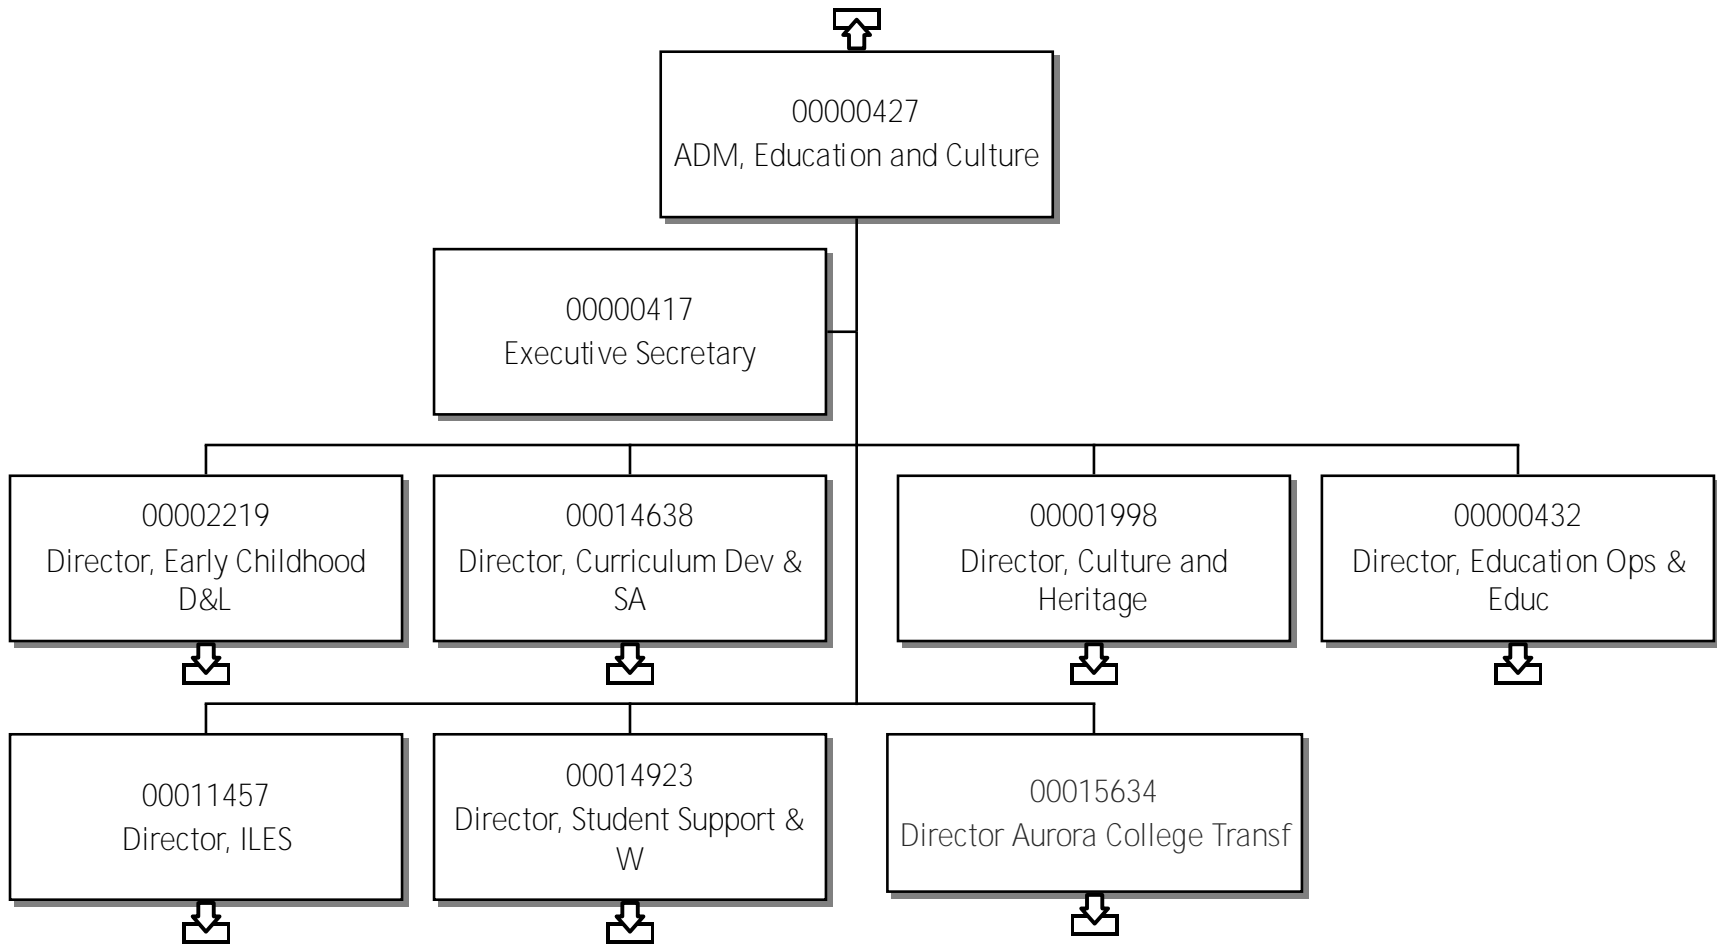 00000427
ADM, Education and Culture
00000417
Executive Secretary
00002219
Director, Early Childhood
D&L
00014638
Director, Curriculum Dev &
SA
00001998
Director, Culture and
Heritage
00000432
Director, Education Ops &
Educ
00011457
Director, ILES
00014923
Director, Student Support &
W
00015634
Director Aurora College Transf